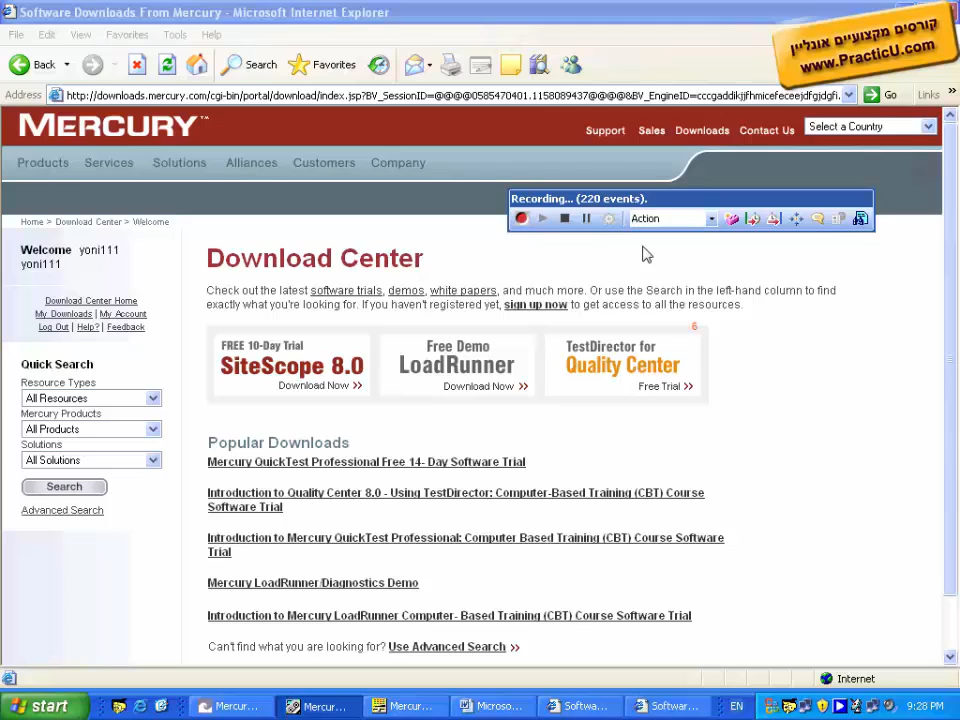 Software Downloads From Mercury - Microsoft Internet Explorer
File Edit View Favorites Tools Help
קורסים מקצועיים אונליין
www.PracticU.com
Back Search Favorites
Address http://downloads.mercury.com/cgi-bin/portal/download/index.jsp?BV_SessionID=@@@@0585470401.1158089437@@@@&BV_EngineID=cccgaddikjjfhmicefeceejdfgjdgfi. Go Links »
MERCURY™
Support Sales Downloads Contact Us Select a Country
Products Services Solutions Alliances Customers Company
Recording... (220 events).
Action
Home > Download Center > Welcome
Welcome yoni111
yoni111
Download Center Home
My Downloads | My Account
Log Out | Help? | Feedback
Quick Search
Resource Types
All Resources
Mercury Products
All Products
Solutions
All Solutions
Search
Advanced Search
Download Center
Check out the latest software trials, demos, white papers, and much more. Or use the Search in the left-hand column to find
exactly what you're looking for. If you haven't registered yet, sign up now to get access to all the resources.
6
FREE 10-Day Trial
SiteScope 8.0
Download Now »
Free Demo
LoadRunner
Download Now »
TestDirector for
Quality Center
Free Trial »
Popular Downloads
Mercury QuickTest Professional Free 14- Day Software Trial
Introduction to Quality Center 8.0 - Using TestDirector: Computer-Based Training (CBT) Course
Software Trial
Introduction to Mercury QuickTest Professional: Computer Based Training (CBT) Course Software
Trial
Mercury LoadRunner/Diagnostics Demo
Introduction to Mercury LoadRunner Computer- Based Training (CBT) Course Software Trial
Can't find what you are looking for? Use Advanced Search »
Internet
start Mercur... Mercur... Mercur... Microso... Softwa... Softwar... EN 9:28 PM